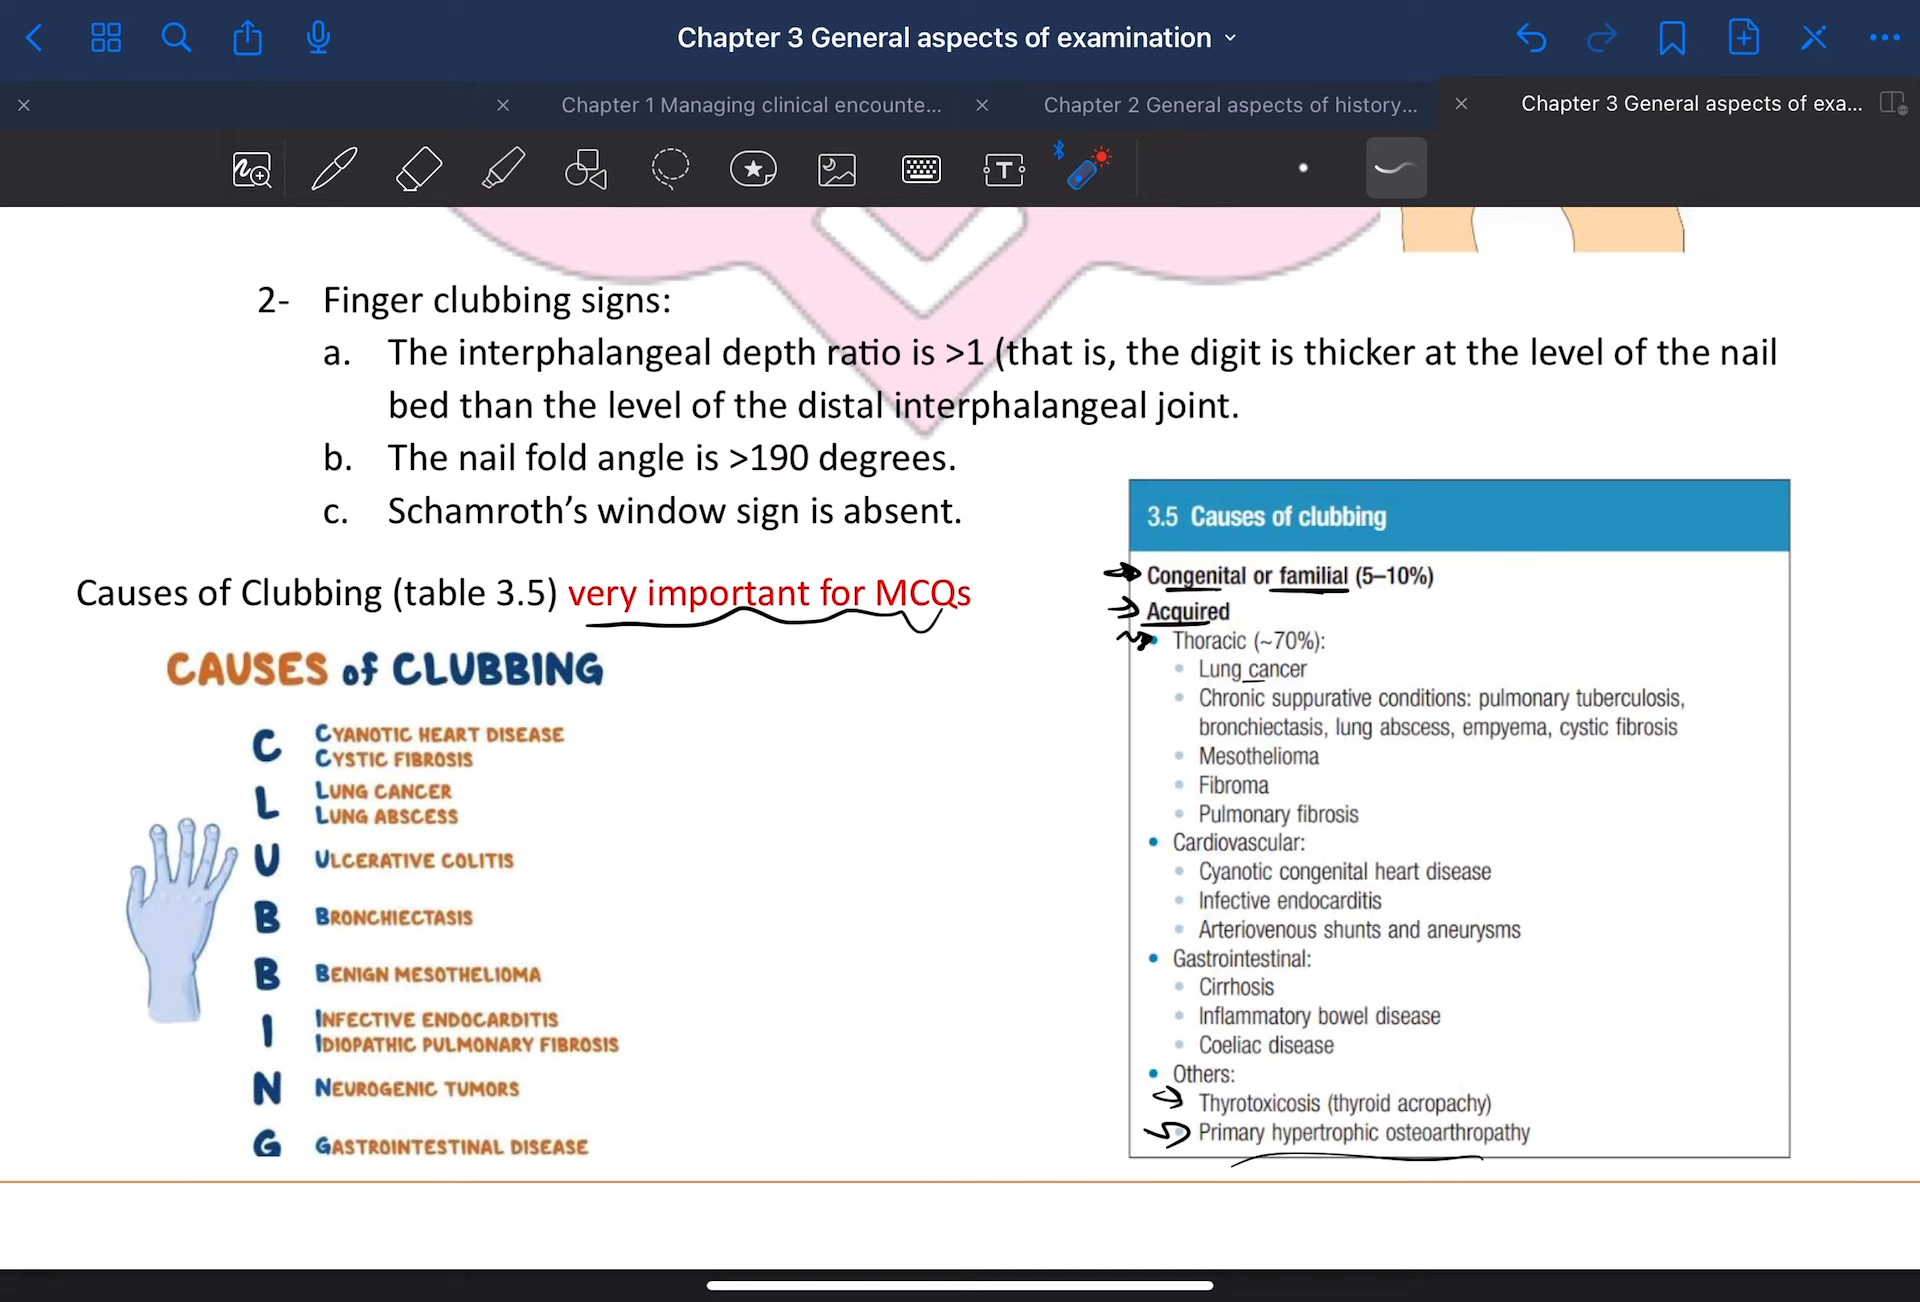 Chapter 3 General aspects of examination
Chapter 1 Managing clinical encounte...
Chapter 2 General aspects of history...
Chapter 3 General aspects of exa...
T
2- Finger clubbing signs:
a. The interphalangeal depth ratio is >1 (that is, the digit is thicker at the level of the nail
bed than the level of the distal interphalangeal joint.
b. The nail fold angle is >190 degrees.
c. Schamroth’s window sign is absent.
Causes of Clubbing (table 3.5) very important for MCQs
CAUSES of CLUBBING
C CYANOTIC HEART DISEASE
CYSTIC FIBROSIS
L LUNG CANCER
LUNG ABSCESS
U ULCERATIVE COLITIS
B BRONCHIECTASIS
B BENIGN MESOTHELIOMA
I INFECTIVE ENDOCARDITIS
IDIOPATHIC PULMONARY FIBROSIS
N NEUROGENIC TUMORS
G GASTROINTESTINAL DISEASE
3.5 Causes of clubbing
Congenital or familial (5–10%)
Acquired
• Thoracic (~70%):
• Lung cancer
• Chronic suppurative conditions: pulmonary tuberculosis,
bronchiectasis, lung abscess, empyema, cystic fibrosis
• Mesothelioma
• Fibroma
• Pulmonary fibrosis
• Cardiovascular:
• Cyanotic congenital heart disease
• Infective endocarditis
• Arteriovenous shunts and aneurysms
• Gastrointestinal:
• Cirrhosis
• Inflammatory bowel disease
• Coeliac disease
• Others:
• Thyrotoxicosis (thyroid acropachy)
• Primary hypertrophic osteoarthropathy